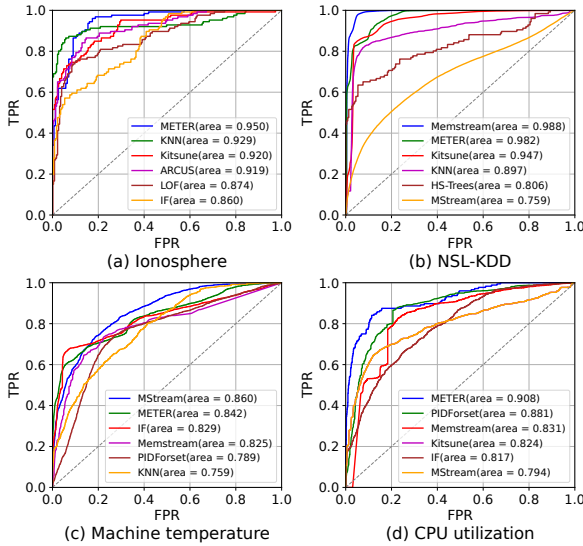 1.0
0.8
0.6
0.4
0.2
0.0
TPR
METER(area = 0.950)
KNN(area = 0.929)
Kitsune(area = 0.920)
ARCUS(area = 0.919)
LOF(area = 0.874)
IF(area = 0.860)
0.0 0.2 0.4 0.6 0.8 1.0
FPR
(a) Ionosphere
1.0
0.8
0.6
0.4
0.2
0.0
TPR
Memstream(area = 0.988)
METER(area = 0.982)
Kitsune(area = 0.947)
KNN(area = 0.897)
HS-Trees(area = 0.806)
MStream(area = 0.759)
0.0 0.2 0.4 0.6 0.8 1.0
FPR
(b) NSL-KDD
1.0
0.8
0.6
0.4
0.2
0.0
TPR
MStream(area = 0.860)
METER(area = 0.842)
IF(area = 0.829)
Memstream(area = 0.825)
PIDForset(area = 0.789)
KNN(area = 0.759)
0.0 0.2 0.4 0.6 0.8 1.0
FPR
(c) Machine temperature
1.0
0.8
0.6
0.4
0.2
0.0
TPR
METER(area = 0.908)
PIDForset(area = 0.881)
Memstream(area = 0.831)
Kitsune(area = 0.824)
IF(area = 0.817)
MStream(area = 0.794)
0.0 0.2 0.4 0.6 0.8 1.0
FPR
(d) CPU utilization